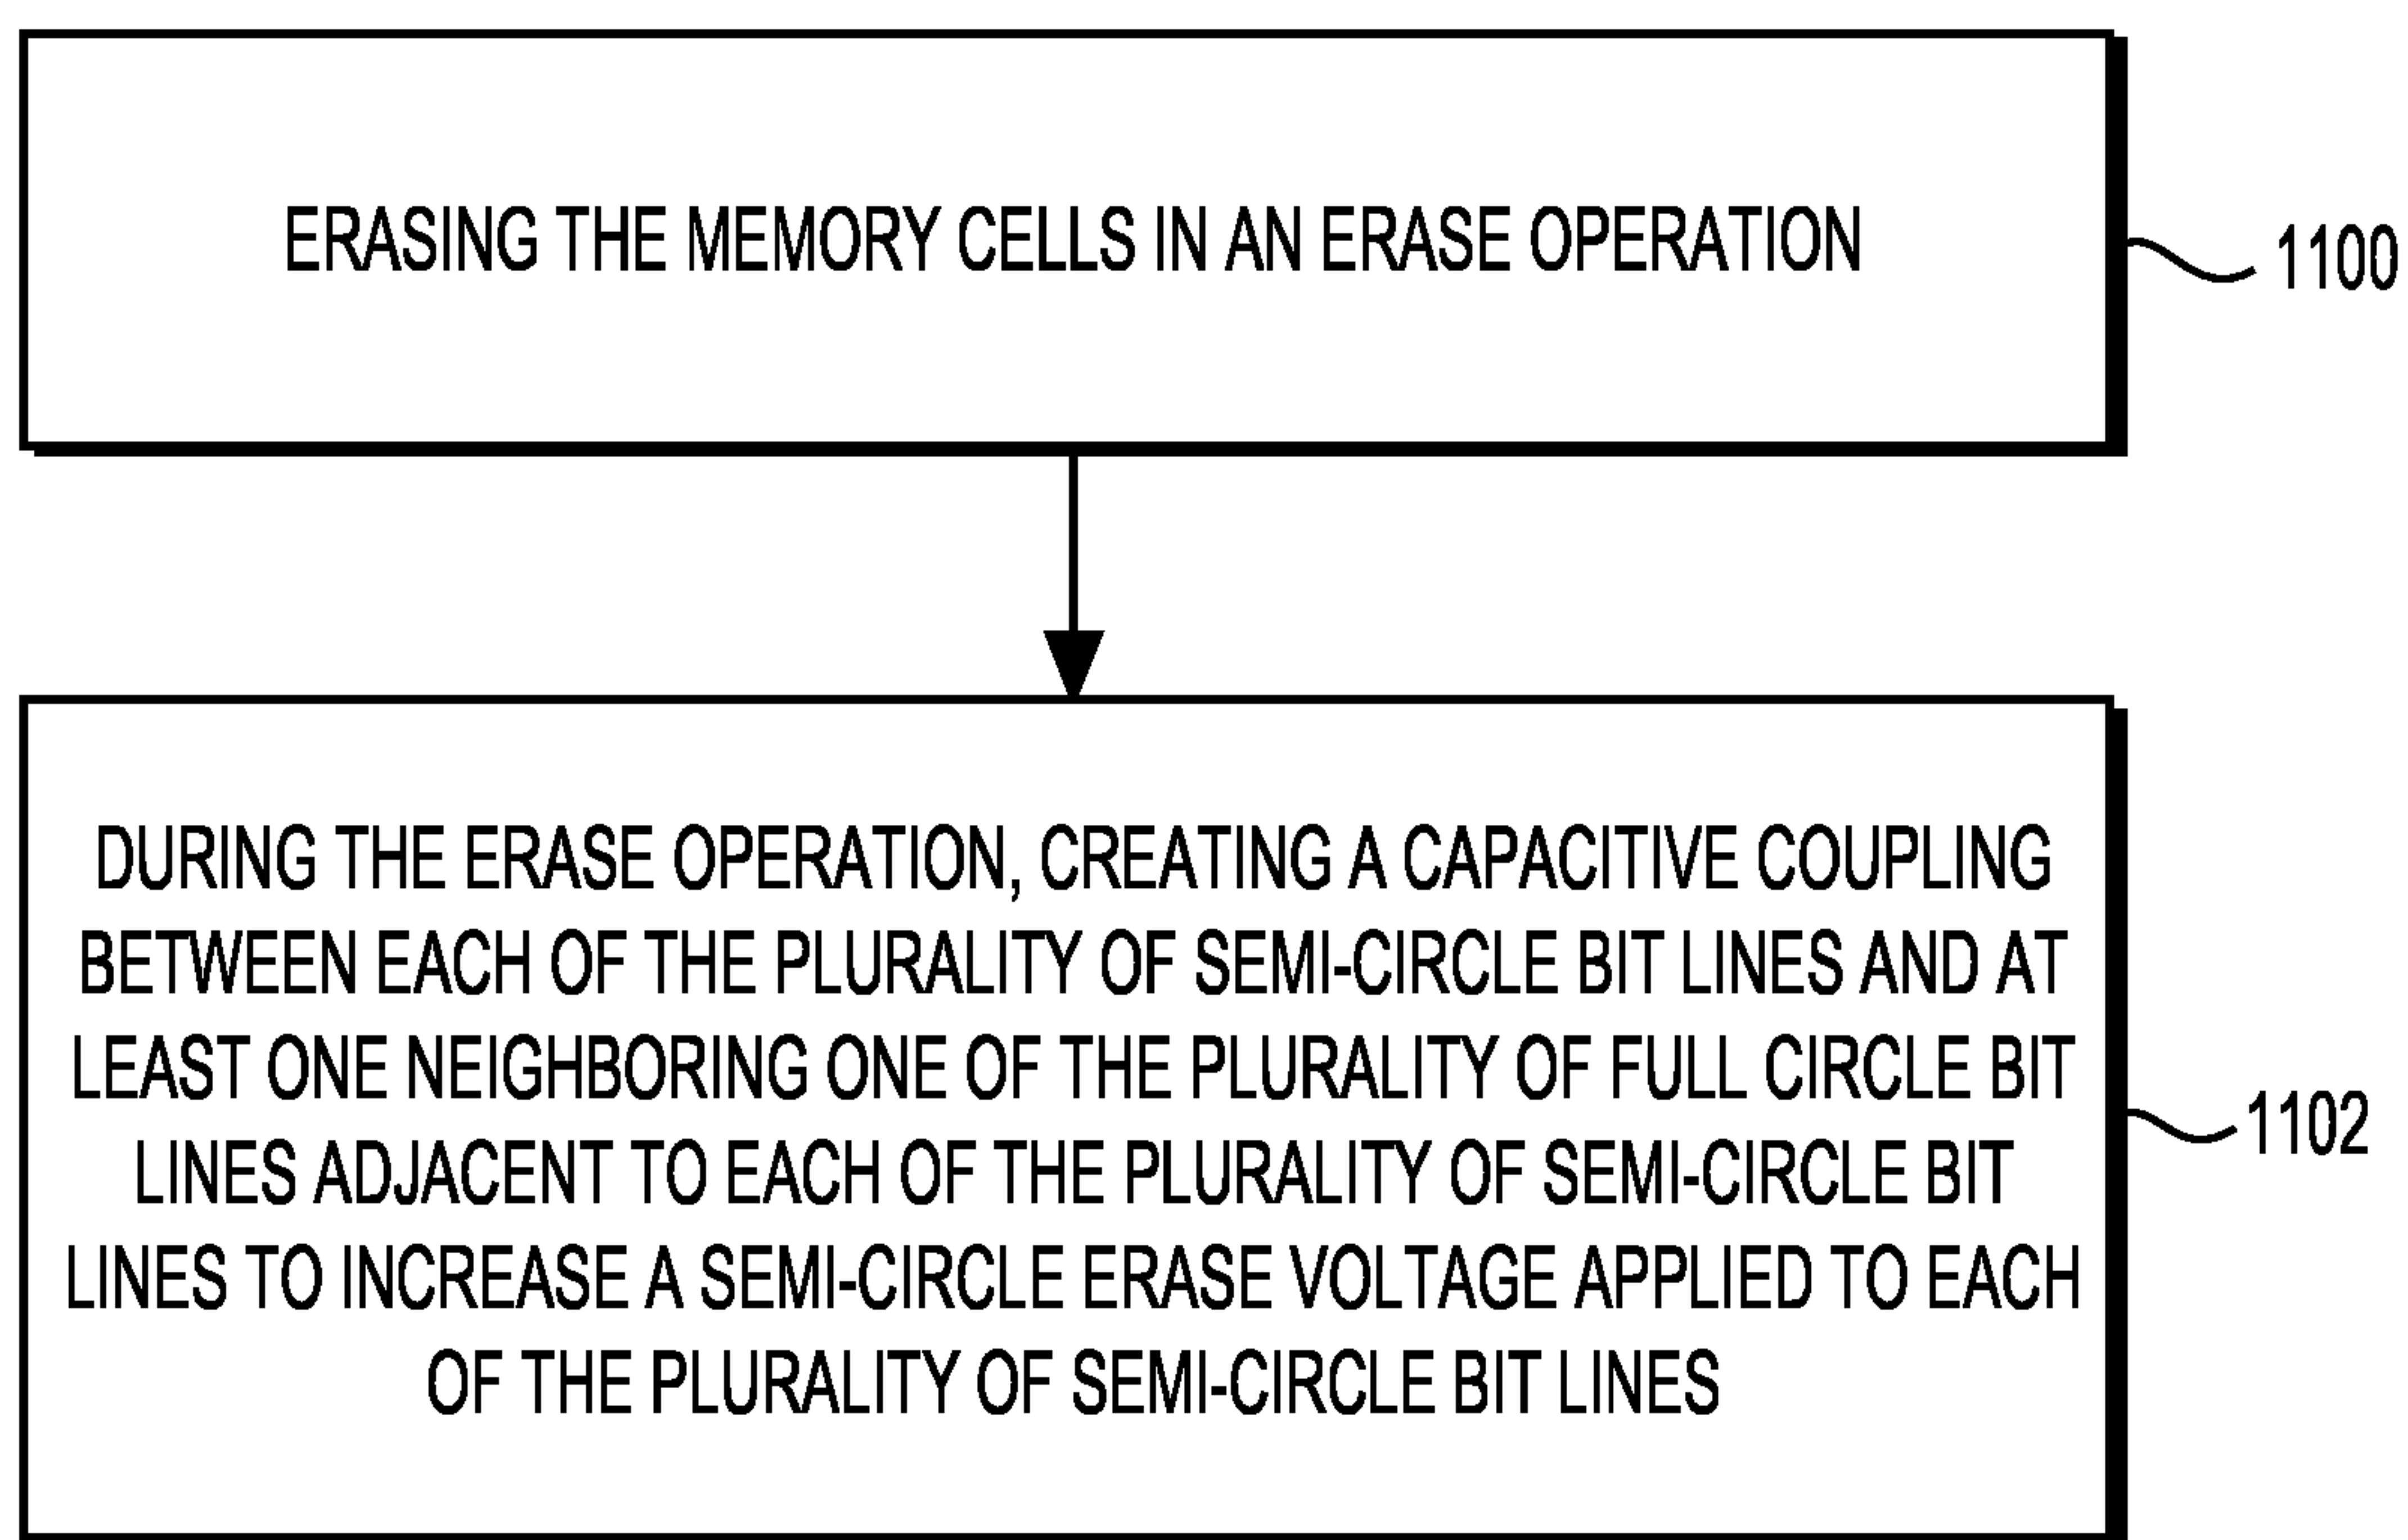 ERASING THE MEMORY CELLS IN AN ERASE OPERATION
1100
DURING THE ERASE OPERATION, CREATING A CAPACITIVE COUPLING
BETWEEN EACH OF THE PLURALITY OF SEMI-CIRCLE BIT LINES AND AT
LEAST ONE NEIGHBORING ONE OF THE PLURALITY OF FULL CIRCLE BIT
LINES ADJACENT TO EACH OF THE PLURALITY OF SEMI-CIRCLE BIT
LINES TO INCREASE A SEMI-CIRCLE ERASE VOLTAGE APPLIED TO EACH
OF THE PLURALITY OF SEMI-CIRCLE BIT LINES
1102